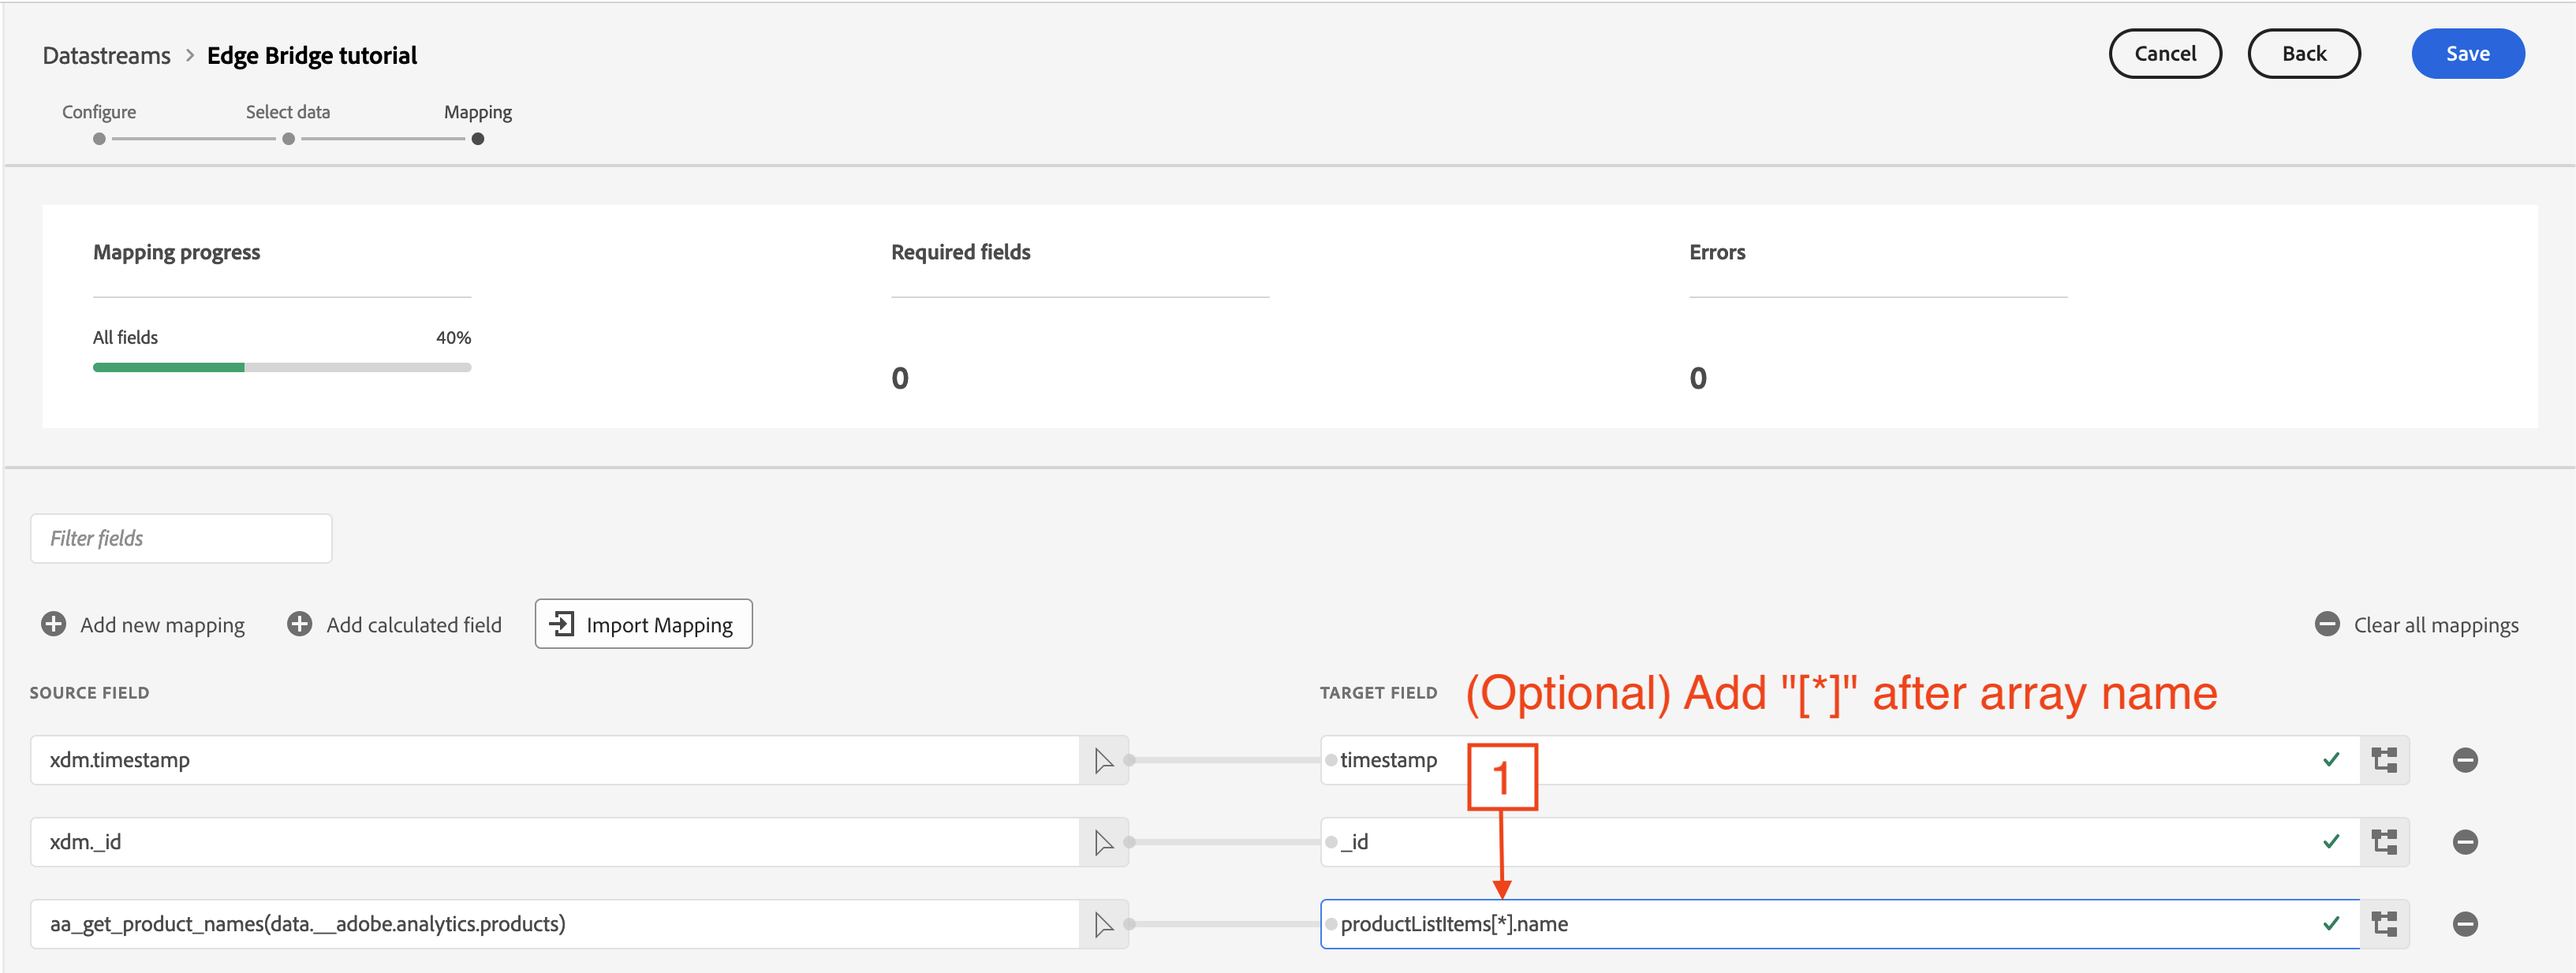 Datastreams > Edge Bridge tutorial
Cancel
Back
Save
Configure
Select data
Mapping
Mapping progress
Required fields
Errors
All fields
40%
0
0
Filter fields
Add new mapping
Add calculated field
Import Mapping
Clear all mappings
SOURCE FIELD
TARGET FIELD
(Optional) Add "[*]" after array name
xdm.timestamp
timestamp
1
xdm._id
_id
aa_get_product_names(data.__adobe.analytics.products)
productListItems[*].name